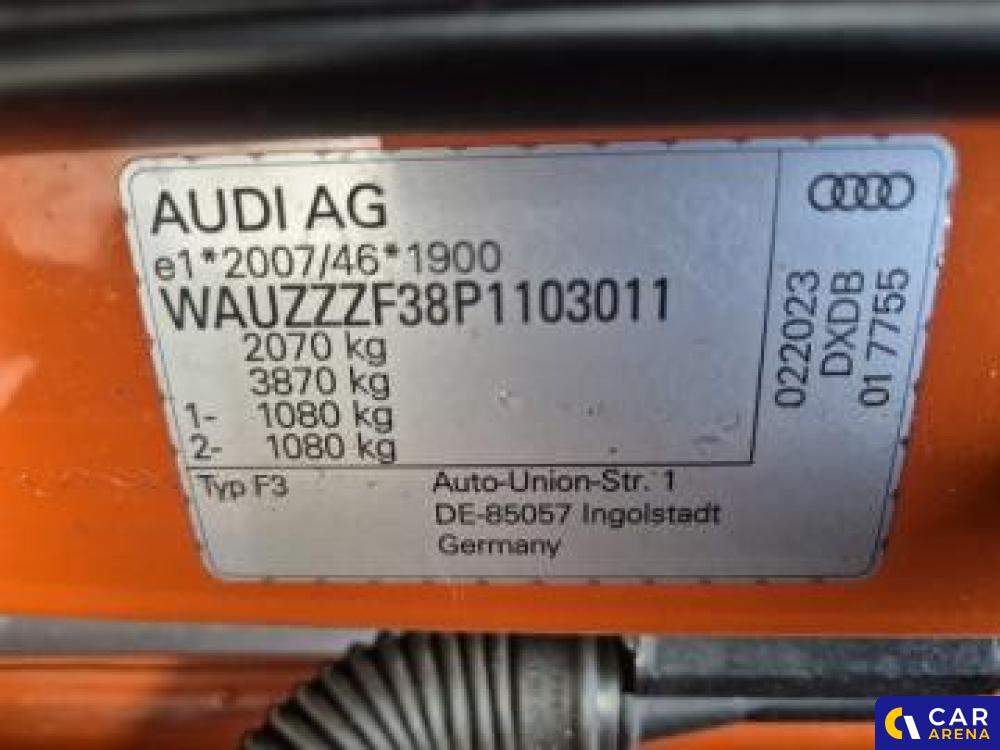 AUDI AG
e1*2007/46*1900
WAUZZZF38P1103011
2070 kg
3870 kg
1- 1080 kg
2- 1080 kg
Typ F3
Auto-Union-Str. 1
DE-85057 Ingolstadt
Germany
022023
DXDB
01 7755
CAR
ARENA